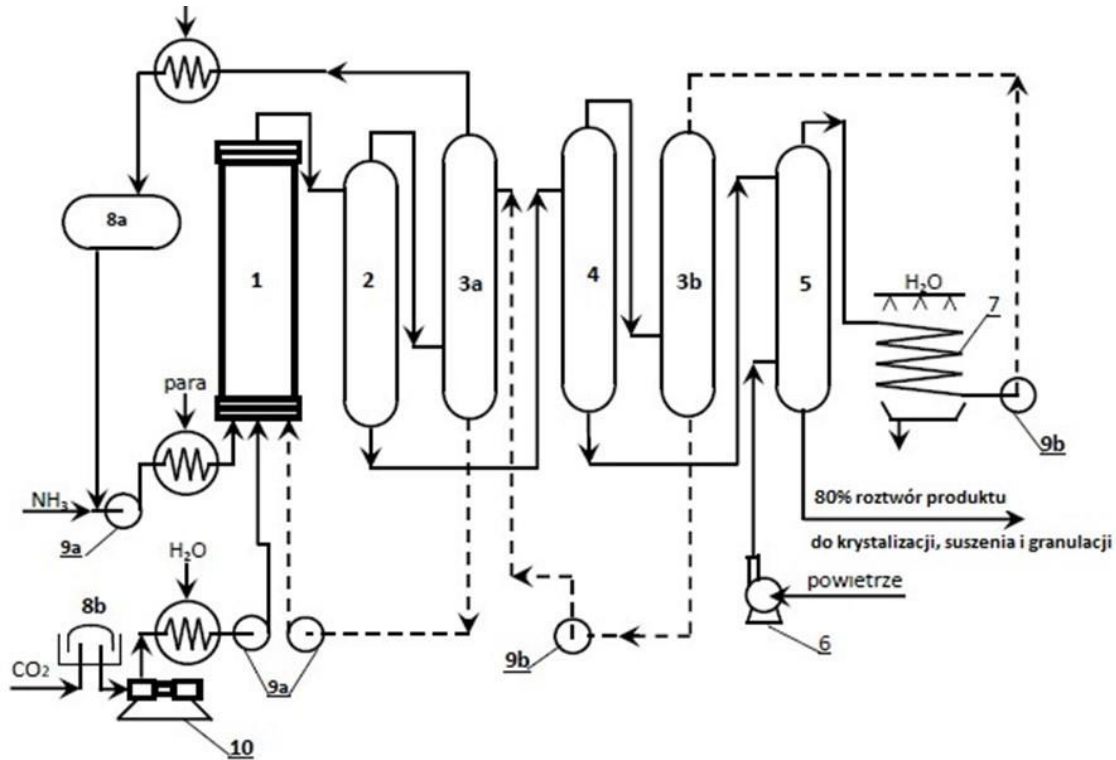 8a
1
2
3a
4
3b
5
H₂O
7
para
9b
NH₃
80% roztwór produktu
9a
do krystalizacji, suszenia i granulacji
H₂O
powietrze
8b
6
9b
CO₂
9a
10